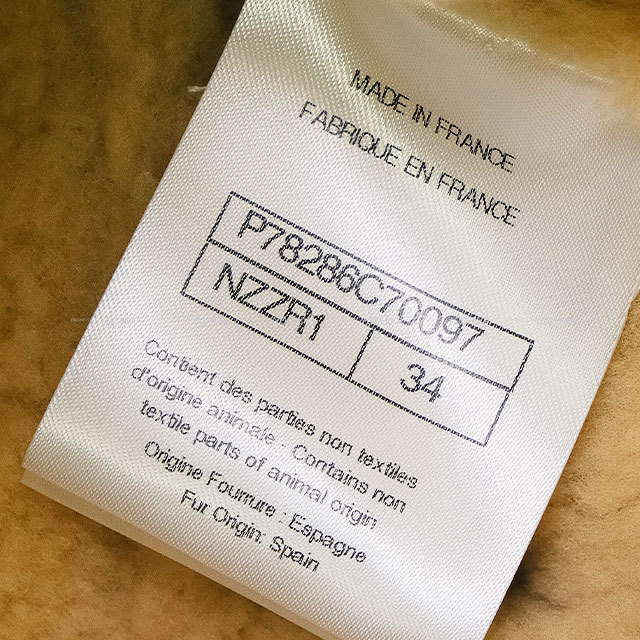 MADE IN FRANCE
FABRIQUE EN FRANCE
P78286C70097
NZZR1 34
Contient des parties non textiles
d'origine animale - Contains non
textile parts of animal origin
Origine Fourrure : Espagne
Fur Origin: Spain